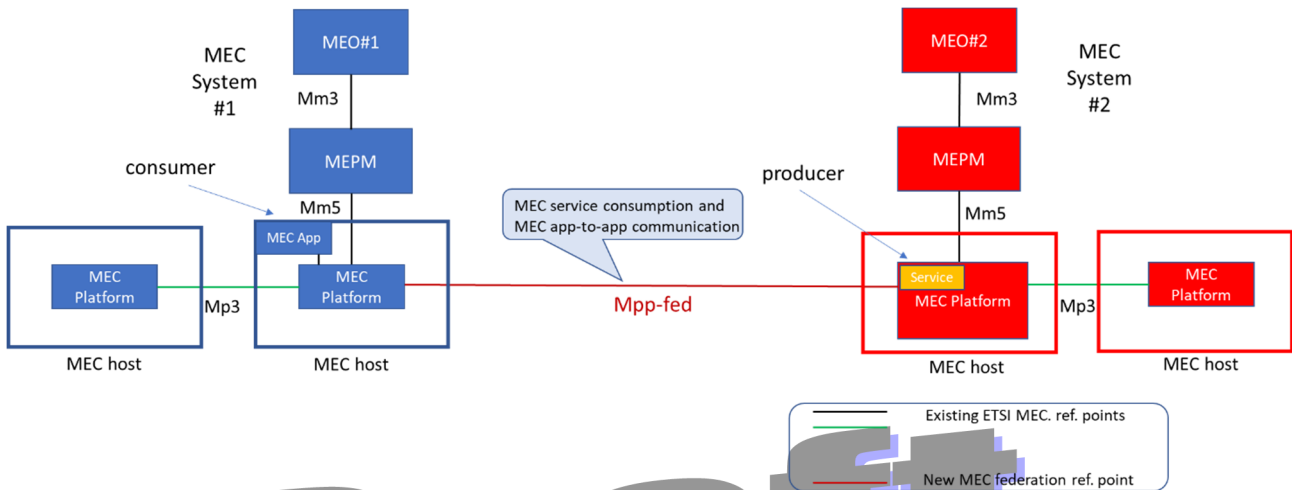 MEO#1
MEC
System
#1
Mm3
MEPM
consumer
Mm5
MEC App
MEC
Platform
Mp3
MEC
Platform
MEC host
MEC host
MEC service consumption and
MEC app-to-app communication
Mpp-fed
MEO#2
MEC
System
#2
Mm3
MEPM
producer
Mm5
Service
MEC Platform
Mp3
MEC
Platform
MEC host
MEC host
Existing ETSI MEC. ref. points
New MEC federation ref. point